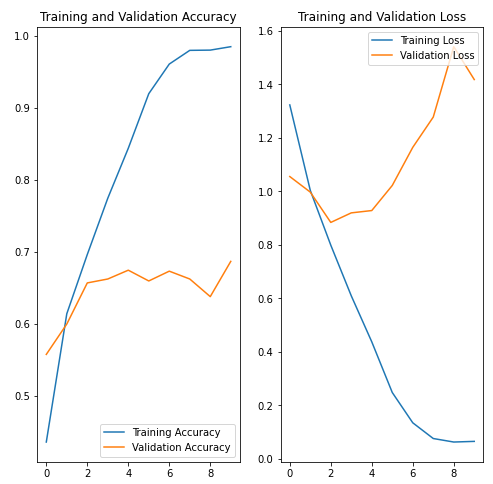 Training and Validation Accuracy
1.0
0.9
0.8
0.7
0.6
0.5
0 2 4 6 8
Training Accuracy
Validation Accuracy
Training and Validation Loss
1.6
1.4
1.2
1.0
0.8
0.6
0.4
0.2
0.0
0 2 4 6 8
Training Loss
Validation Loss